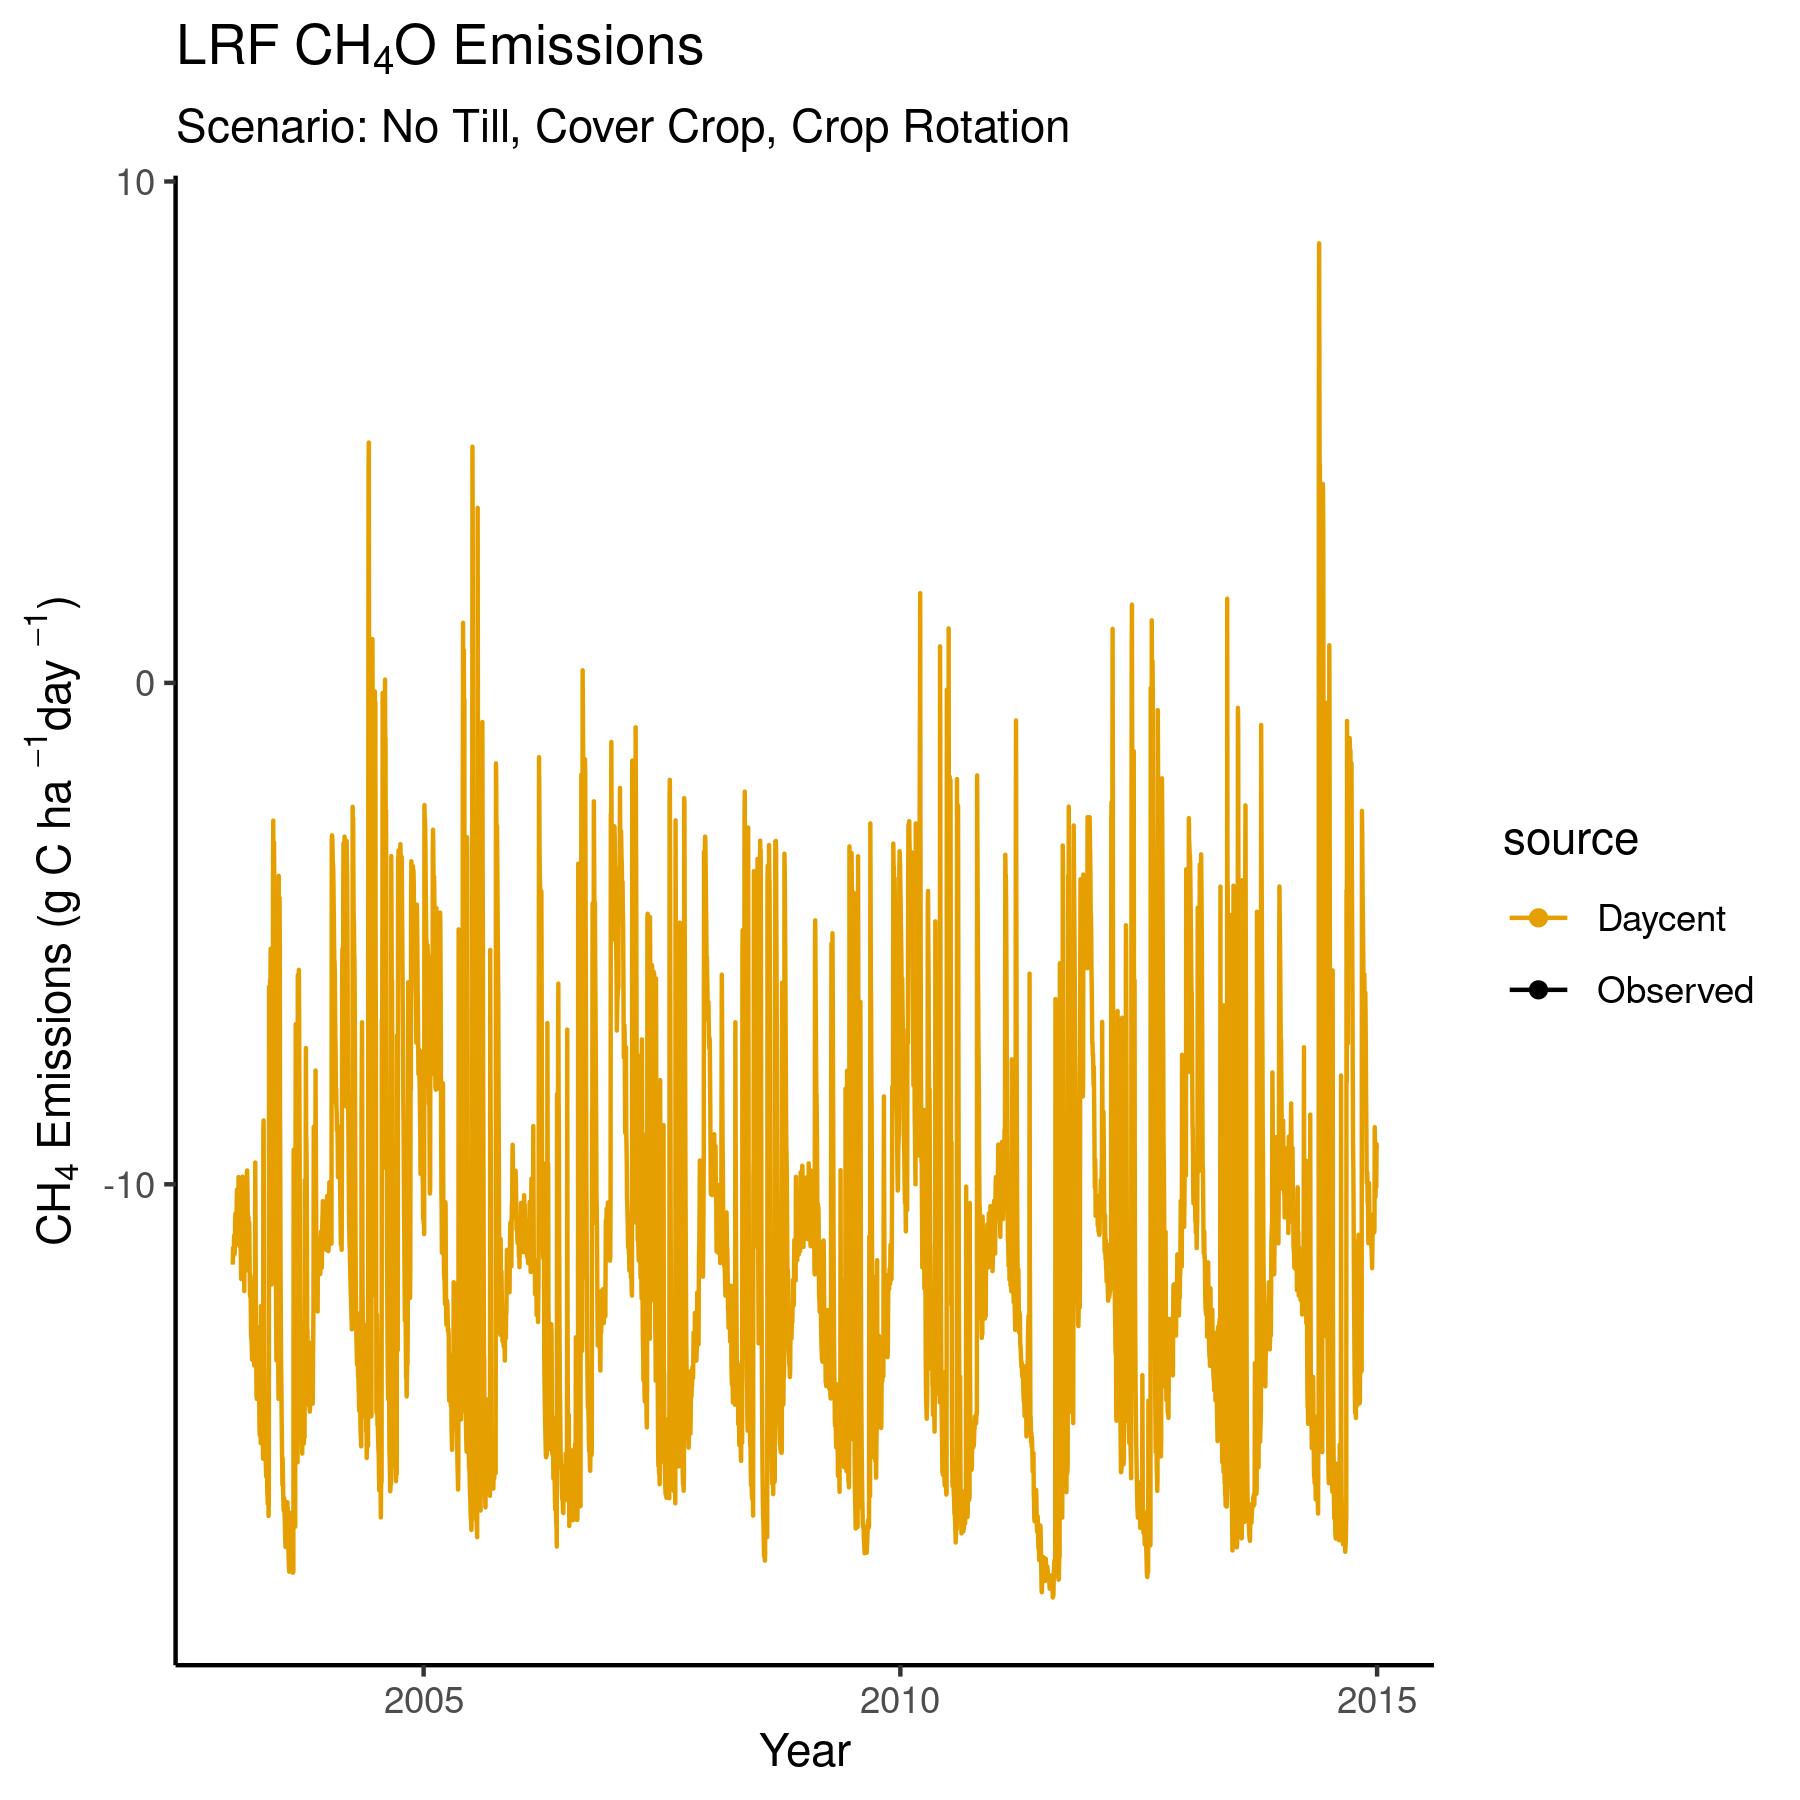 LRF CH₄O Emissions
Scenario: No Till, Cover Crop, Crop Rotation
CH₄ Emissions (g C ha ⁻¹day ⁻¹)
10
0
-10
2005
2010
2015
Year
source
Daycent
Observed